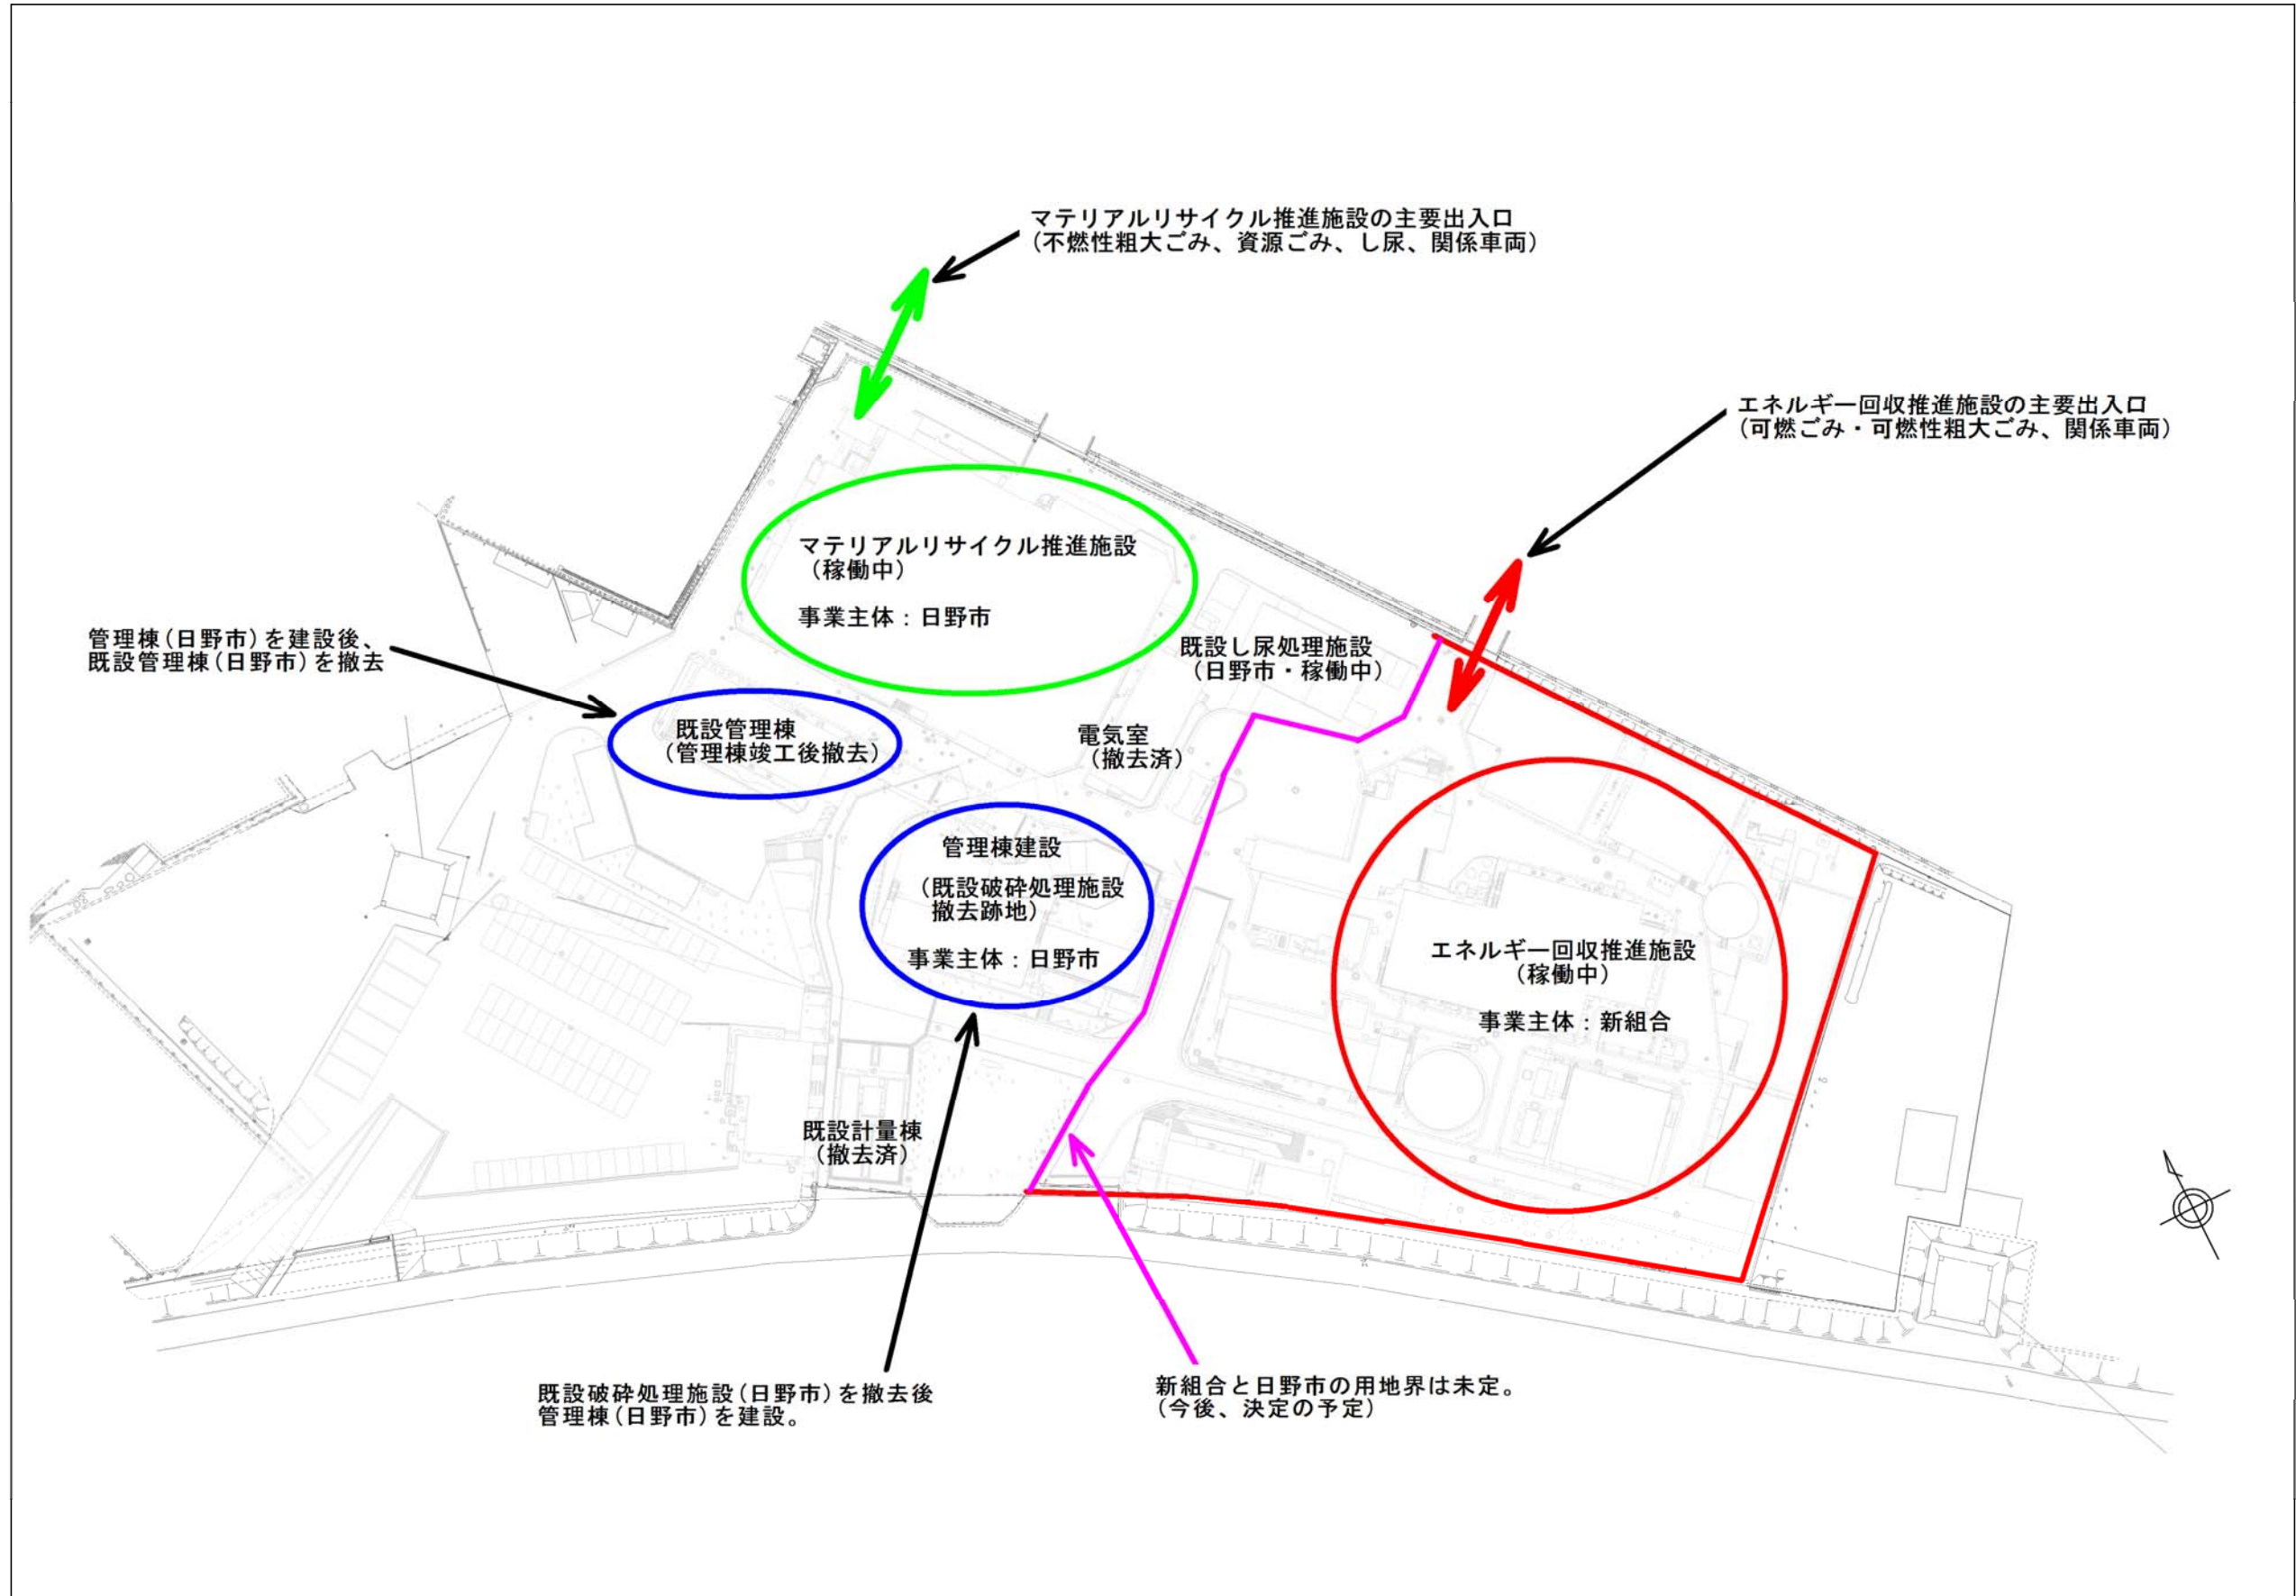 マテリアルリサイクル推進施設の主要出入口
（不燃性粗大ごみ、資源ごみ、し尿、関係車両）
エネルギー回収推進施設の主要出入口
（可燃ごみ・可燃性粗大ごみ、関係車両）
マテリアルリサイクル推進施設
（稼働中）
事業主体：日野市
管理棟（日野市）を建設後、
既設管理棟（日野市）を撤去
既設し尿処理施設
（日野市・稼働中）
既設管理棟
（管理棟竣工後撤去）
電気室
（撤去済）
管理棟建設
（既設破砕処理施設
撤去跡地）
事業主体：日野市
エネルギー回収推進施設
（稼働中）
事業主体：新組合
既設計量棟
（撤去済）
既設破砕処理施設（日野市）を撤去後
管理棟（日野市）を建設。
新組合と日野市の用地界は未定。
（今後、決定の予定）